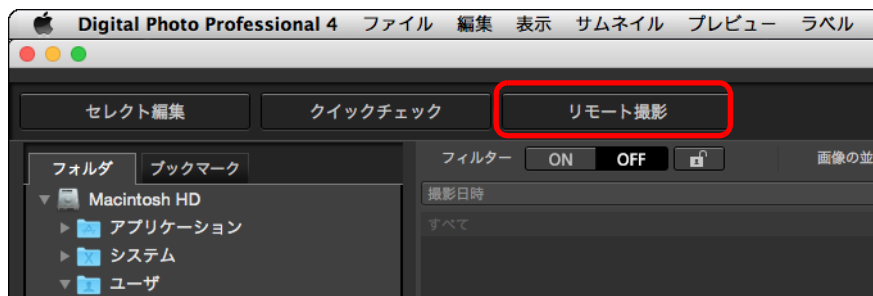 Digital Photo Professional 4 ファイル 編集 表示 サムネイル プレビュー ラベル
セレクト編集 クイックチェック リモート撮影
フォルダ ブックマーク フィルター ON OFF 画像の並
Macintosh HD 撮影日時
アプリケーション すべて
システム
ユーザ